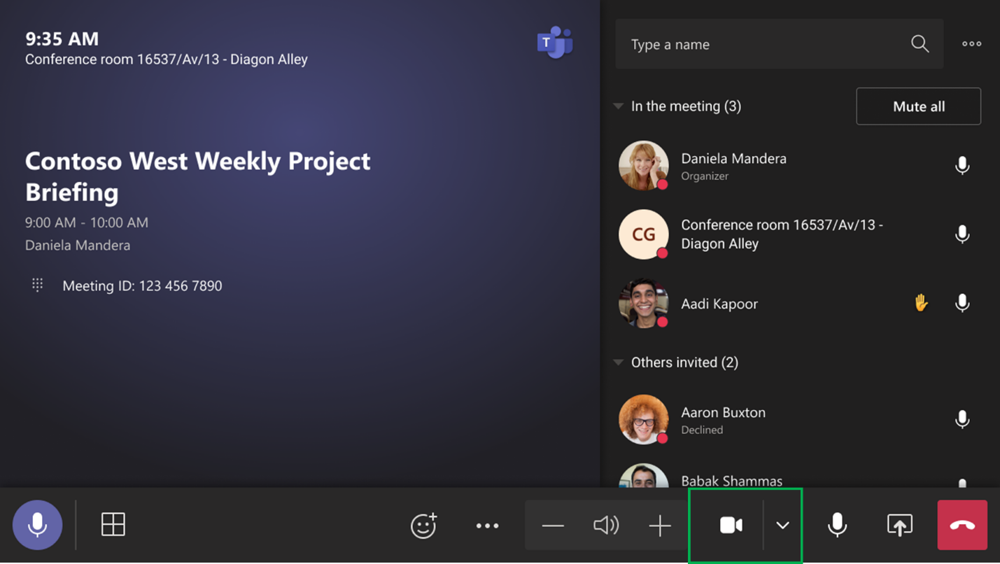 9:35 AM
Conference room 16537/Av/13 - Diagon Alley
T
Contoso West Weekly Project
Briefing
9:00 AM - 10:00 AM
Daniela Mandera
Meeting ID: 123 456 7890
Type a name
In the meeting (3)
Mute all
Daniela Mandera
Organizer
CG
Conference room 16537/Av/13 -
Diagon Alley
Aadi Kapoor
Others invited (2)
Aaron Buxton
Declined
Babak Shammas